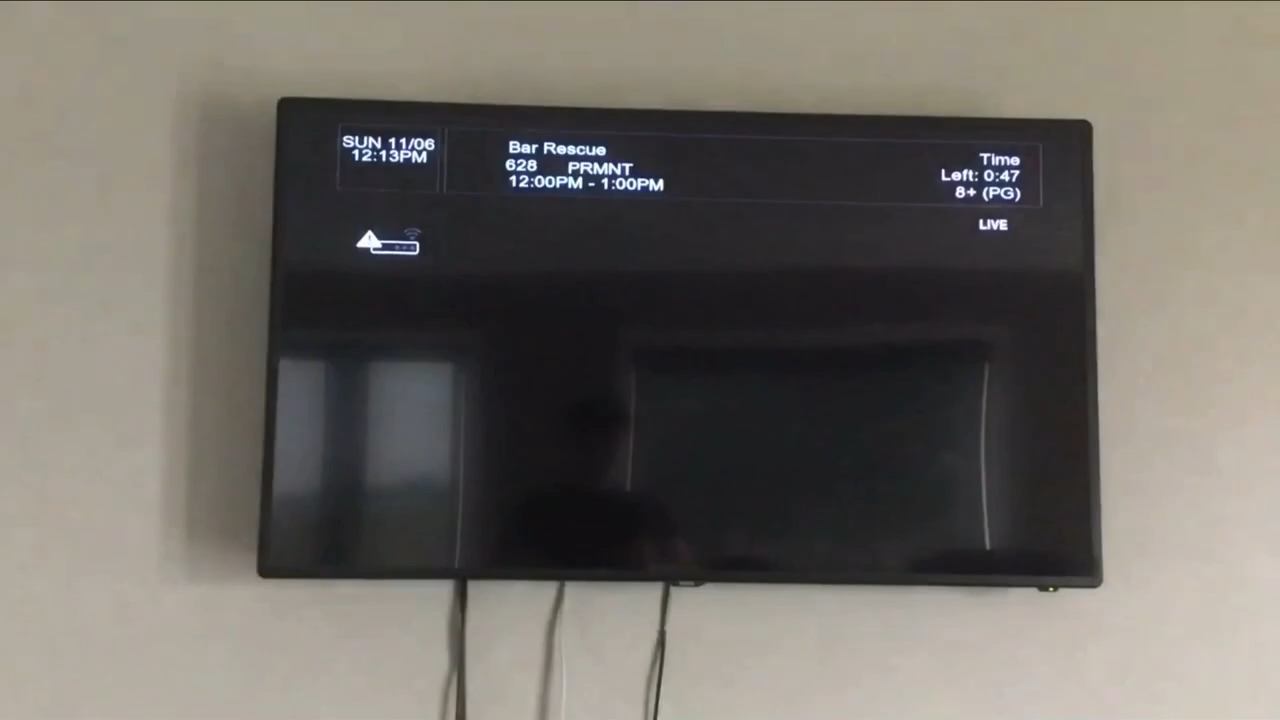 SUN 11/06
12:13PM
Bar Rescue
628 PRMNT
12:00PM - 1:00PM
Time
Left: 0:47
8+ (PG)
LIVE